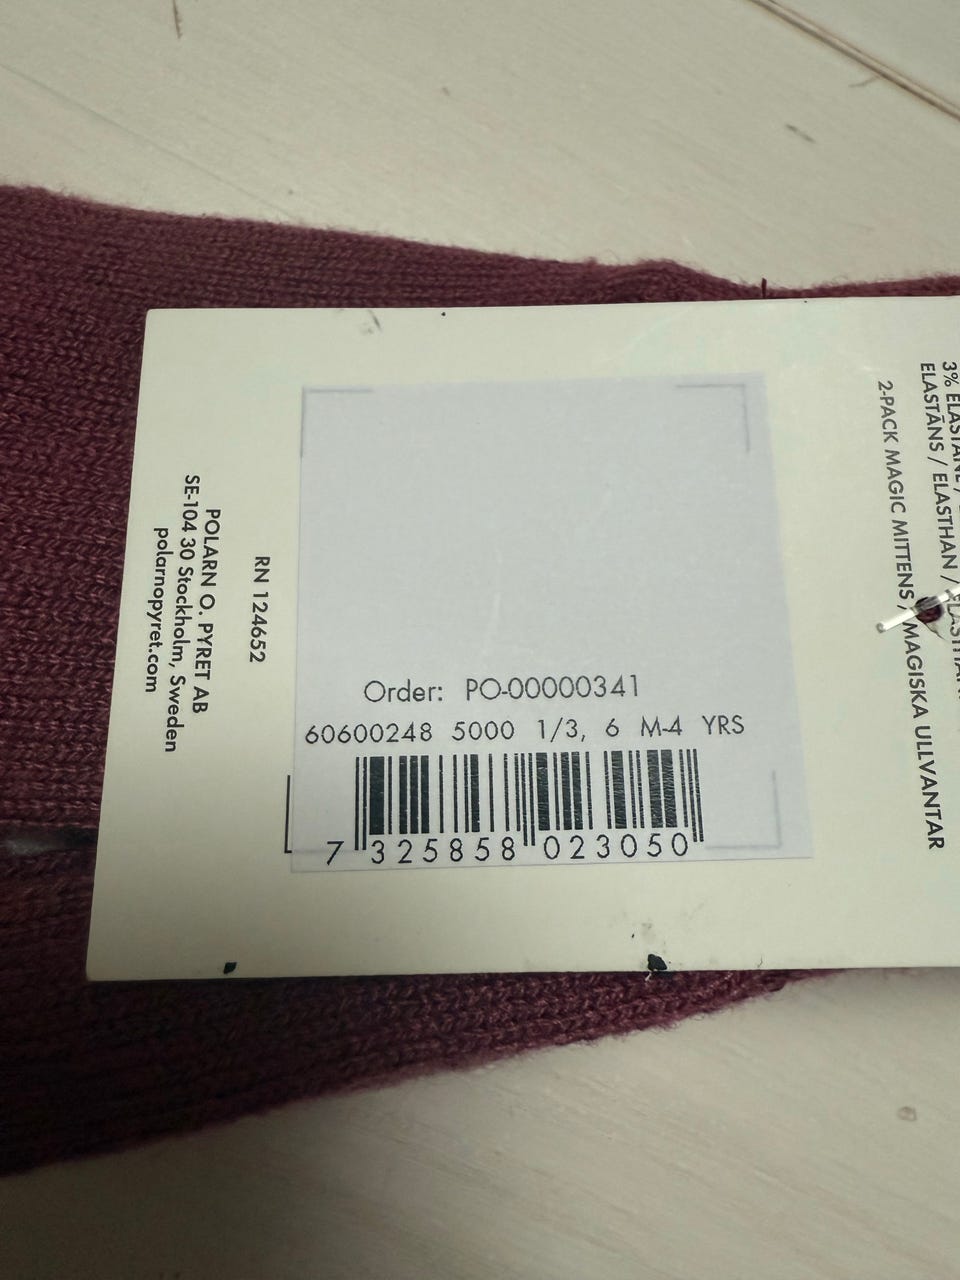 Order: PO-00000341
60600248 5000 1/3, 6 M-4 YRS
7 325858 023050
RN 124652
POLARN O. PYRET AB
SE-104 30 Stockholm, Sweden
polarnopyret.com
3% ELASTANE /
ELASTĀNS / ELASTHAN /
2-PACK MAGIC MITTENS / MAGISKA ULLVANTAR